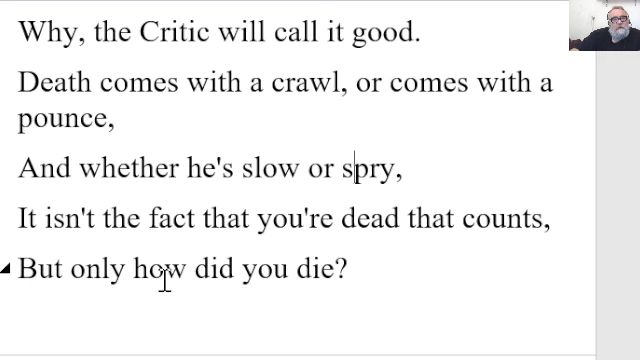 Why, the Critic will call it good.
Death comes with a crawl, or comes with a
pounce,
And whether he's slow or spry,
It isn't the fact that you're dead that counts,
But only how did you die?